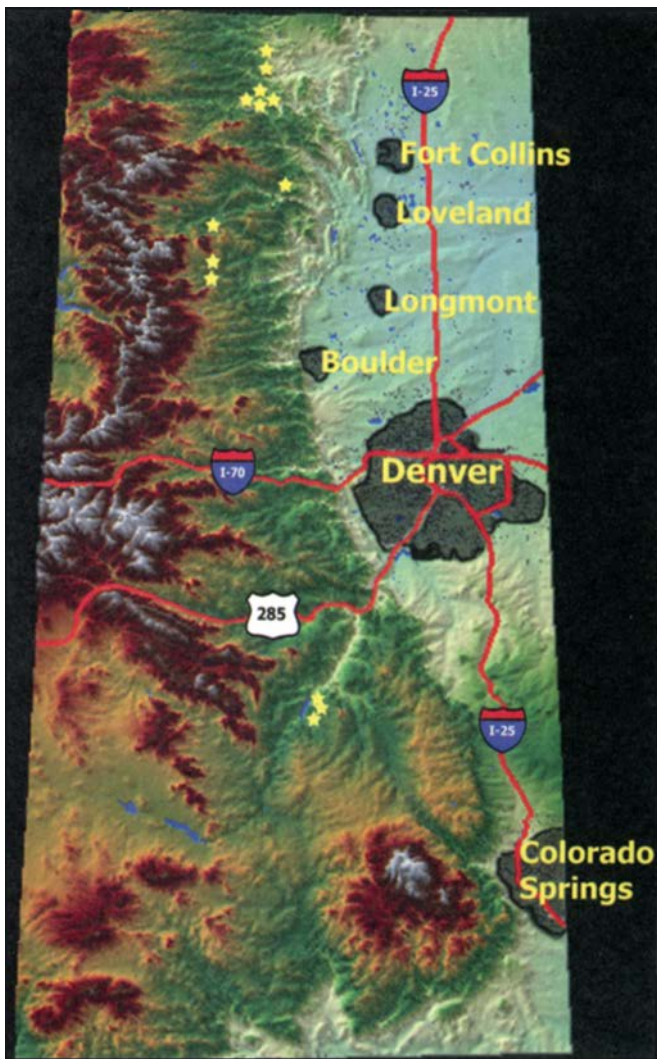 I-25
Fort Collins
Loveland
Longmont
Boulder
Denver
I-70
285
I-25
Colorado
Springs